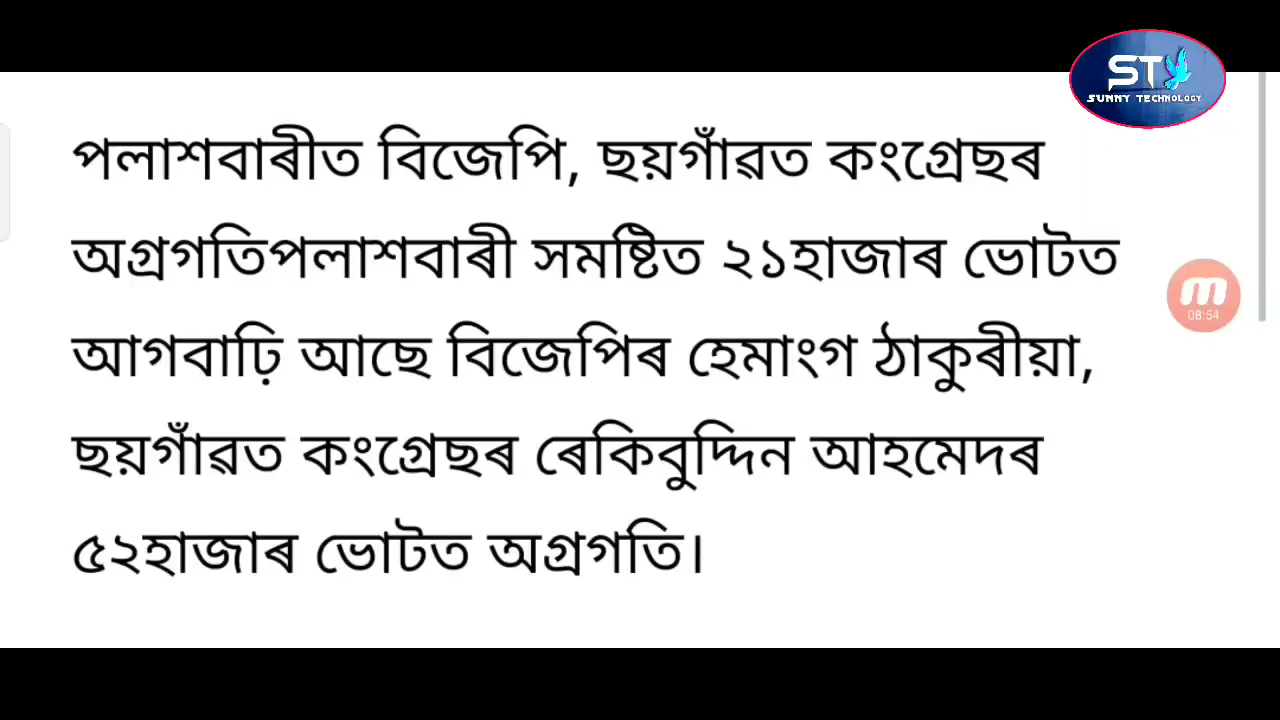 ST
SUNNY TECHNOLOGY
পলাশবাৰীত বিজেপি, ছয়গাঁৱত কংগ্ৰেছৰ
অগ্ৰগতিপলাশবাৰী সমষ্টিত ২১হাজাৰ ভোটত
08:54
আগবাঢ়ি আছে বিজেপিৰ হেমাংগ ঠাকুৰীয়া,
ছয়গাঁৱত কংগ্ৰেছৰ ৰেকিবুদ্দিন আহমেদৰ
৫২হাজাৰ ভোটত অগ্ৰগতি।